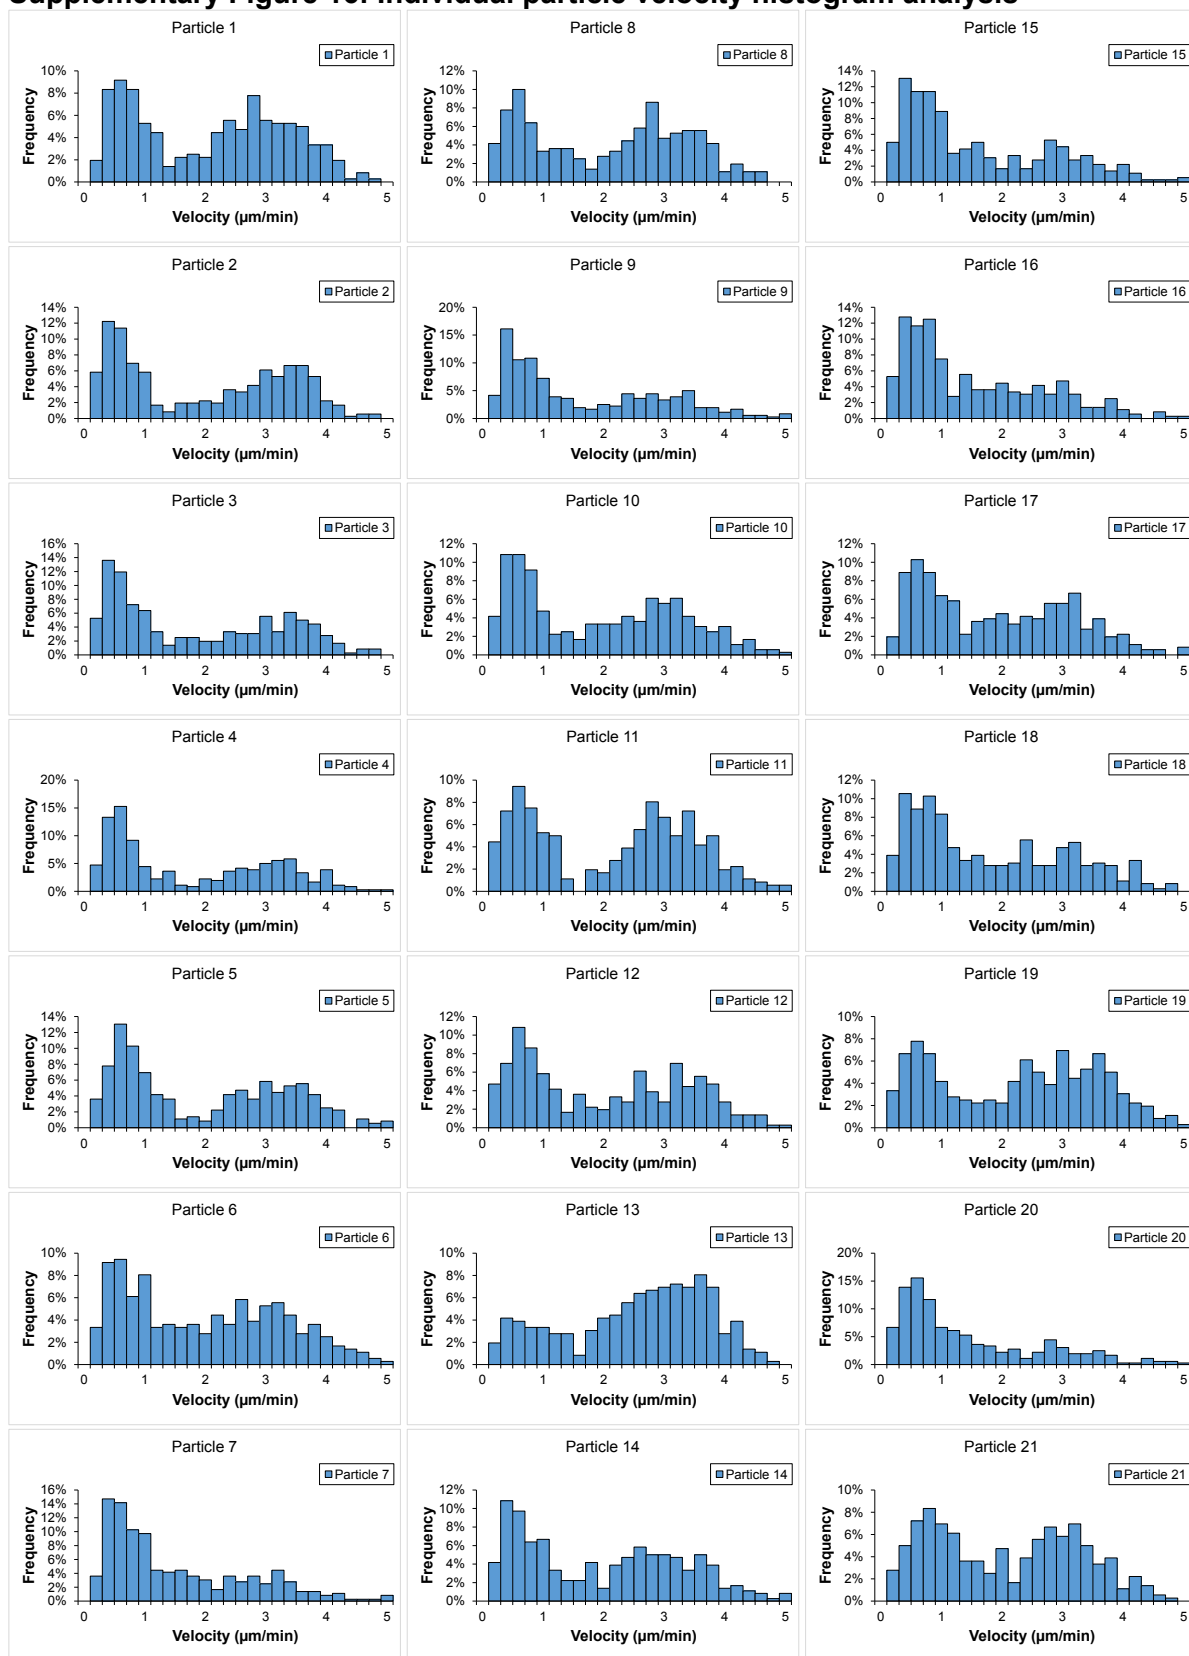 Supplementary Figure Individual particle velocity histogram analysis
Particle 1
Particle 1
Frequency
10%
8%
6%
4%
2%
0%
0 1 2 3 4 5
Velocity (µm/min)
Particle 2
Particle 2
Frequency
14%
12%
10%
8%
6%
4%
2%
0%
0 1 2 3 4 5
Velocity (µm/min)
Particle 3
Particle 3
Frequency
16%
14%
12%
10%
8%
6%
4%
2%
0%
0 1 2 3 4 5
Velocity (µm/min)
Particle 4
Particle 4
Frequency
20%
15%
10%
5%
0%
0 1 2 3 4 5
Velocity (µm/min)
Particle 5
Particle 5
Frequency
14%
12%
10%
8%
6%
4%
2%
0%
0 1 2 3 4 5
Velocity (µm/min)
Particle 6
Particle 6
Frequency
10%
8%
6%
4%
2%
0%
0 1 2 3 4 5
Velocity (µm/min)
Particle 7
Particle 7
Frequency
16%
14%
12%
10%
8%
6%
4%
2%
0%
0 1 2 3 4 5
Velocity (µm/min)
Particle 8
Particle 8
Frequency
12%
10%
8%
6%
4%
2%
0%
0 1 2 3 4 5
Velocity (µm/min)
Particle 9
Particle 9
Frequency
20%
15%
10%
5%
0%
0 1 2 3 4 5
Velocity (µm/min)
Particle 10
Particle 10
Frequency
12%
10%
8%
6%
4%
2%
0%
0 1 2 3 4 5
Velocity (µm/min)
Particle 11
Particle 11
Frequency
10%
8%
6%
4%
2%
0%
0 1 2 3 4 5
Velocity (µm/min)
Particle 12
Particle 12
Frequency
12%
10%
8%
6%
4%
2%
0%
0 1 2 3 4 5
Velocity (µm/min)
Particle 13
Particle 13
Frequency
10%
8%
6%
4%
2%
0%
0 1 2 3 4 5
Velocity (µm/min)
Particle 14
Particle 14
Frequency
12%
10%
8%
6%
4%
2%
0%
0 1 2 3 4 5
Velocity (µm/min)
Particle 15
Particle 15
Frequency
14%
12%
10%
8%
6%
4%
2%
0%
0 1 2 3 4 5
Velocity (µm/min)
Particle 16
Particle 16
Frequency
14%
12%
10%
8%
6%
4%
2%
0%
0 1 2 3 4 5
Velocity (µm/min)
Particle 17
Particle 17
Frequency
12%
10%
8%
6%
4%
2%
0%
0 1 2 3 4 5
Velocity (µm/min)
Particle 18
Particle 18
Frequency
12%
10%
8%
6%
4%
2%
0%
0 1 2 3 4 5
Velocity (µm/min)
Particle 19
Particle 19
Frequency
10%
8%
6%
4%
2%
0%
0 1 2 3 4 5
Velocity (µm/min)
Particle 20
Particle 20
Frequency
20%
15%
10%
5%
0%
0 1 2 3 4 5
Velocity (µm/min)
Particle 21
Particle 21
Frequency
10%
8%
6%
4%
2%
0%
0 1 2 3 4 5
Velocity (µm/min)